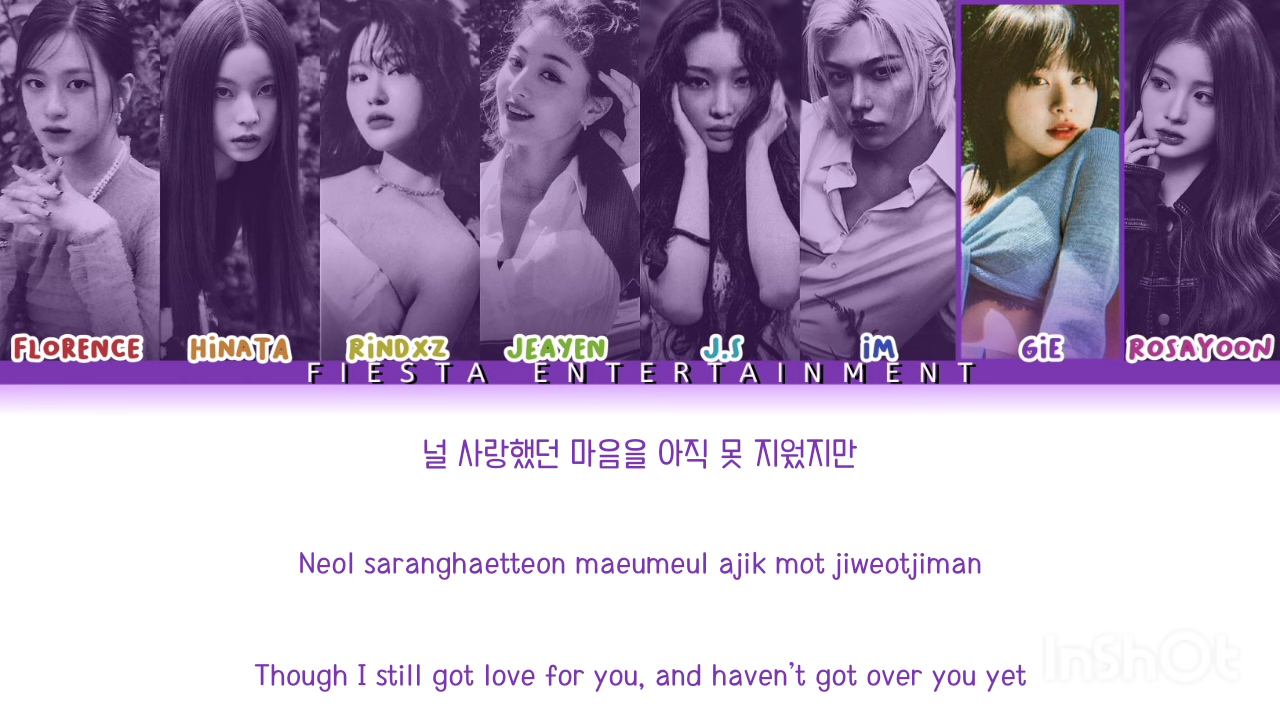 FLORENCE HiNATA RiNDXZ JEAYEN J.S iM GiE ROSAYOON
FIESTA ENTERTAINMENT
널 사랑했던 마음을 아직 못 지웠지만
Neol saranghaetteon maeumeul ajik mot jiweotjiman
Though I still got love for you, and haven't got over you yet
InShOt